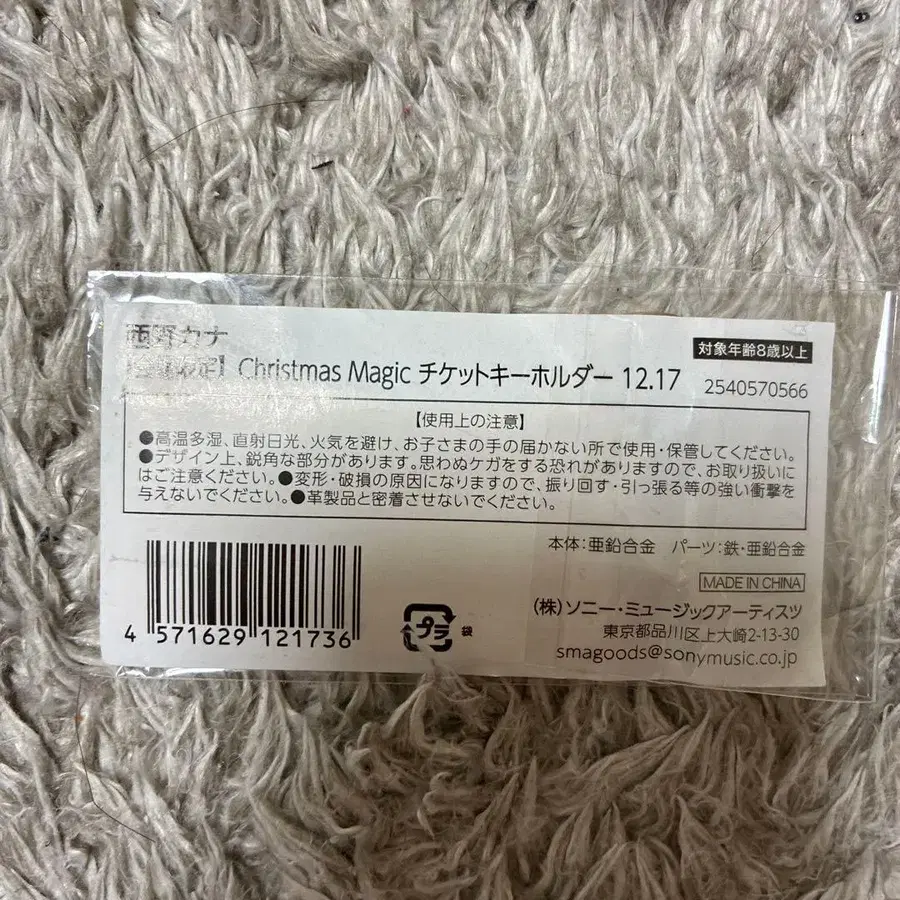 西野カナ
【会場限定】 Christmas Magic チケットキーホルダー 12.17
対象年齢8歳以上
2540570566
【使用上の注意】
●高温多湿、直射日光、火気を避け、お子さまの手の届かない所で使用・保管してください。
●デザイン上、鋭角な部分があります。思わぬケガをする恐れがありますので、お取り扱いに
はご注意ください。●変形・破損の原因になりますので、振り回す・引っ張る等の強い衝撃を
与えないでください。●革製品と密着させないでください。
本体:亜鉛合金 パーツ:鉄・亜鉛合金
MADE IN CHINA
(株)ソニー・ミュージックアーティスツ
東京都品川区上大崎2-13-30
smagoods@sonymusic.co.jp
プラ 袋
4 571629 121736